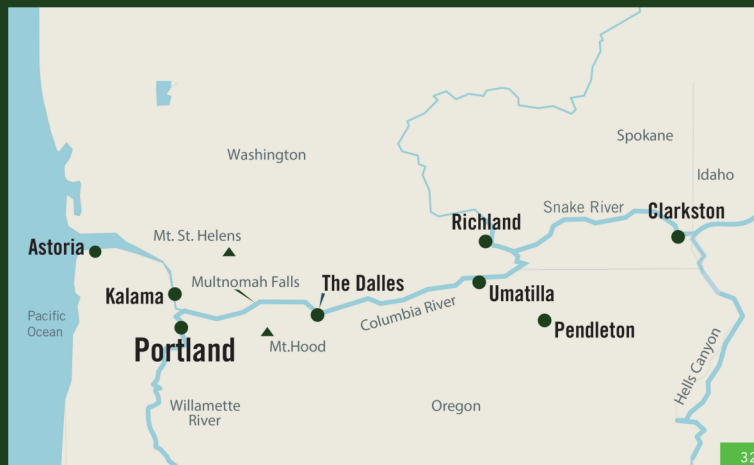 Spokane
Washington
Idaho
Snake River
Clarkston
Richland
Mt. St. Helens
Astoria
Multnomah Falls
The Dalles
Kalama
Umatilla
Columbia River
Pacific
Ocean
Portland
Mt.Hood
Pendleton
Hells Canyon
Willamette
River
Oregon
32